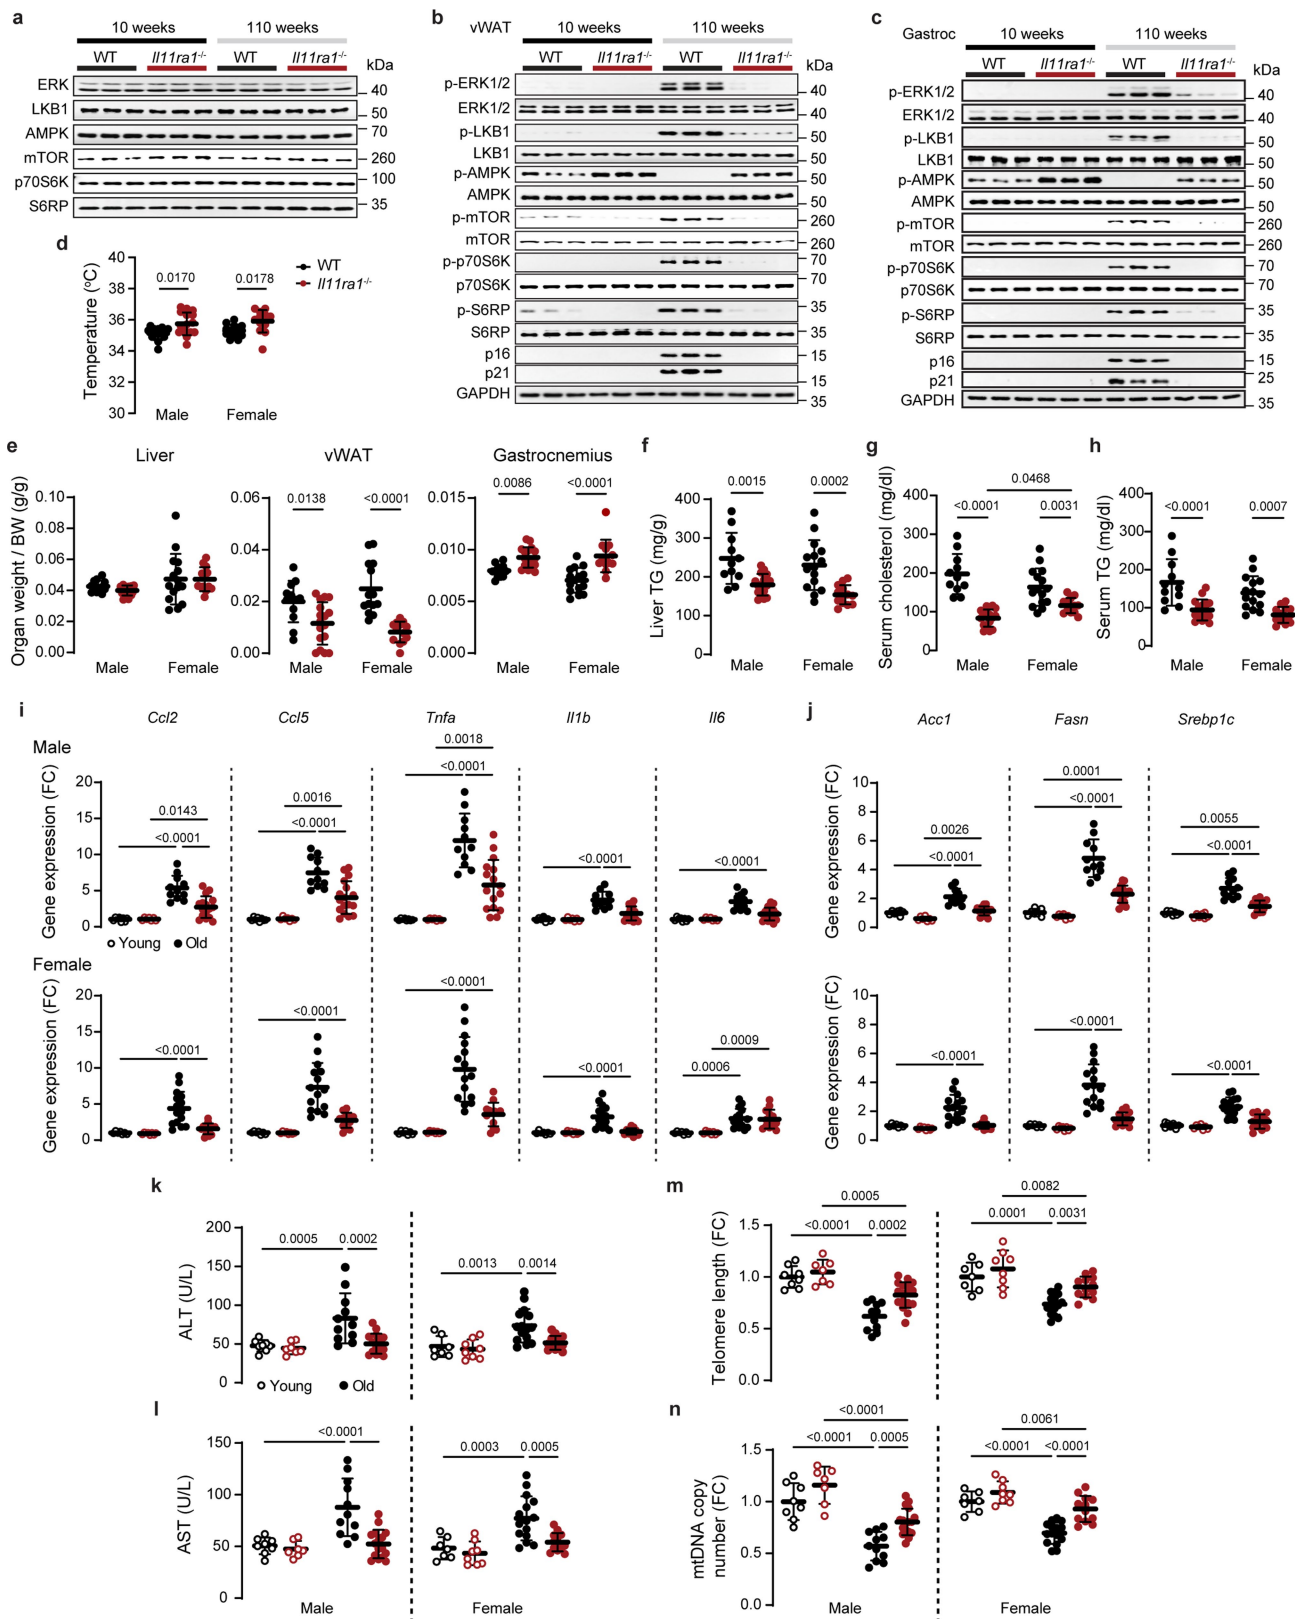 a
10 weeks
110 weeks
WT
Il11ra1-/-
WT
Il11ra1-/-
kDa
ERK
40
LKB1
50
AMPK
70
mTOR
260
p70S6K
100
S6RP
35
b
vWAT
10 weeks
110 weeks
WT
Il11ra1-/-
WT
Il11ra1-/-
kDa
p-ERK1/2
40
ERK1/2
40
p-LKB1
50
LKB1
50
p-AMPK
50
AMPK
50
p-mTOR
260
mTOR
260
p-p70S6K
70
p70S6K
70
p-S6RP
35
S6RP
35
p16
15
p21
15
GAPDH
35
c
Gastroc
10 weeks
110 weeks
WT
Il11ra1-/-
WT
Il11ra1-/-
kDa
p-ERK1/2
40
ERK1/2
40
p-LKB1
50
LKB1
50
p-AMPK
50
AMPK
50
p-mTOR
260
mTOR
260
p-p70S6K
70
p70S6K
70
p-S6RP
35
S6RP
35
p16
15
p21
25
GAPDH
35
d
Temperature (°C)
40
38
36
34
32
30
0.0170
0.0178
WT
Il11ra1-/-
Male
Female
e
Organ weight / BW (g/g)
Liver
0.10
0.08
0.06
0.04
0.02
0.00
Male
Female
vWAT
0.06
0.04
0.02
0.00
0.0138
<0.0001
Male
Female
Gastrocnemius
0.015
0.010
0.005
0.000
0.0086
<0.0001
Male
Female
f
Liver TG (mg/g)
400
300
200
100
0
0.0015
0.0002
Male
Female
g
Serum cholesterol (mg/dl)
400
300
200
100
0
0.0468
<0.0001
0.0031
Male
Female
h
Serum TG (mg/dl)
400
300
200
100
0
<0.0001
0.0007
Male
Female
i
Ccl2
Ccl5
Tnfa
Il1b
Il6
Male
Gene expression (FC)
20
15
10
5
0
0.0143
<0.0001
0.0016
<0.0001
0.0018
<0.0001
<0.0001
<0.0001
Young
Old
Female
Gene expression (FC)
20
15
10
5
0
<0.0001
<0.0001
<0.0001
<0.0001
0.0009
0.0006
j
Acc1
Fasn
Srebp1c
Gene expression (FC)
10
8
6
4
2
0
0.0026
<0.0001
0.0001
<0.0001
0.0055
<0.0001
Gene expression (FC)
10
8
6
4
2
0
<0.0001
<0.0001
<0.0001
k
ALT (U/L)
200
150
100
50
0
0.0005
0.0002
0.0013
0.0014
Young
Old
l
AST (U/L)
150
100
50
0
<0.0001
0.0003
0.0005
Male
Female
m
Telomere length (FC)
1.5
1.0
0.5
0.0
0.0005
<0.0001
0.0002
0.0082
0.0001
0.0031
n
mtDNA copy
number (FC)
1.5
1.0
0.5
0.0
<0.0001
<0.0001
0.0005
0.0061
<0.0001
<0.0001
Male
Female